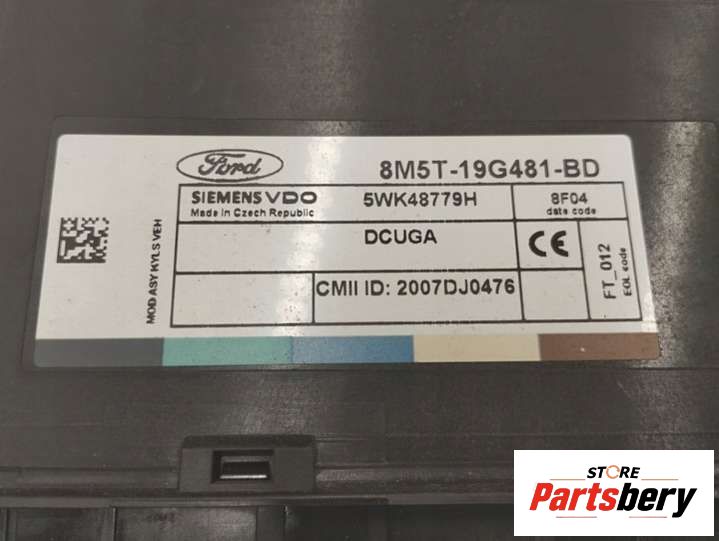 Ford
8M5T-19G481-BD
SIEMENS VDO
Made in Czech Republic
5WK48779H
8F04
date code
DCUGA
CMII ID: 2007DJ0476
CE
FT_012
EOL code
MOD ASY KYLS VEH
STORE
Partsbery